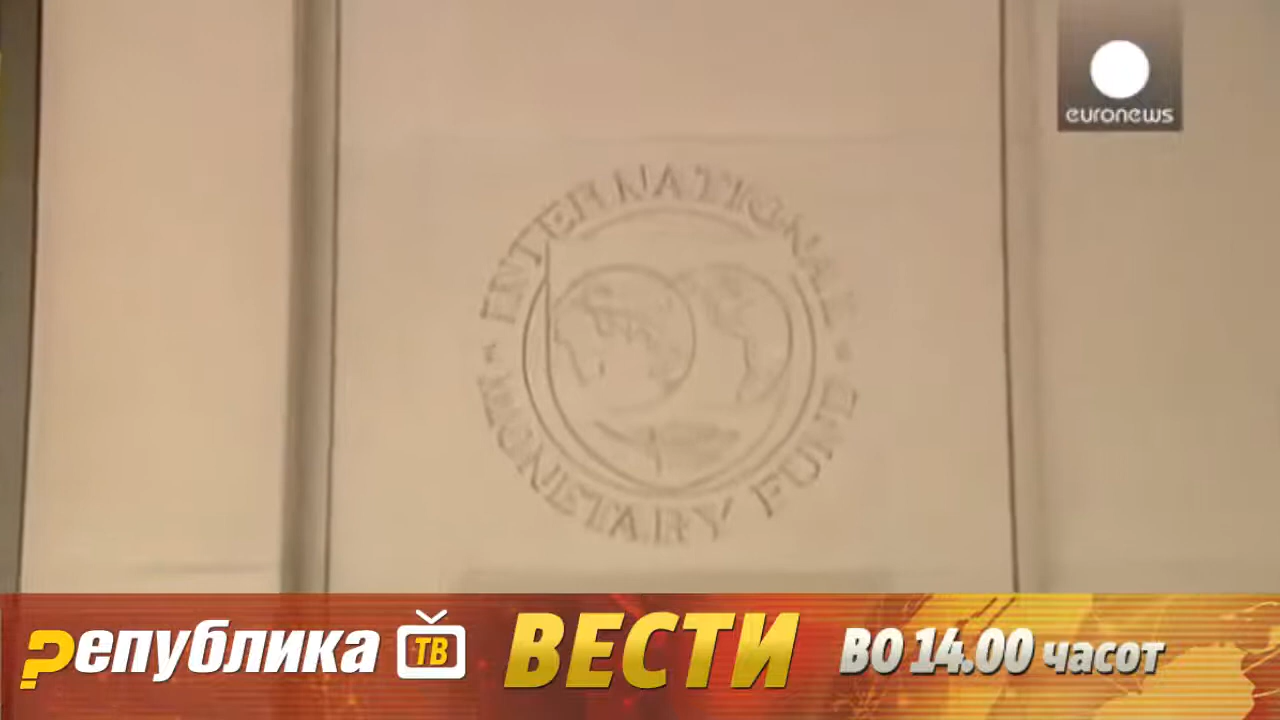 euronews
INTERNATIONAL
MONETARY FUND
Република ТВ ВЕСТИ ВО 14.00 часот